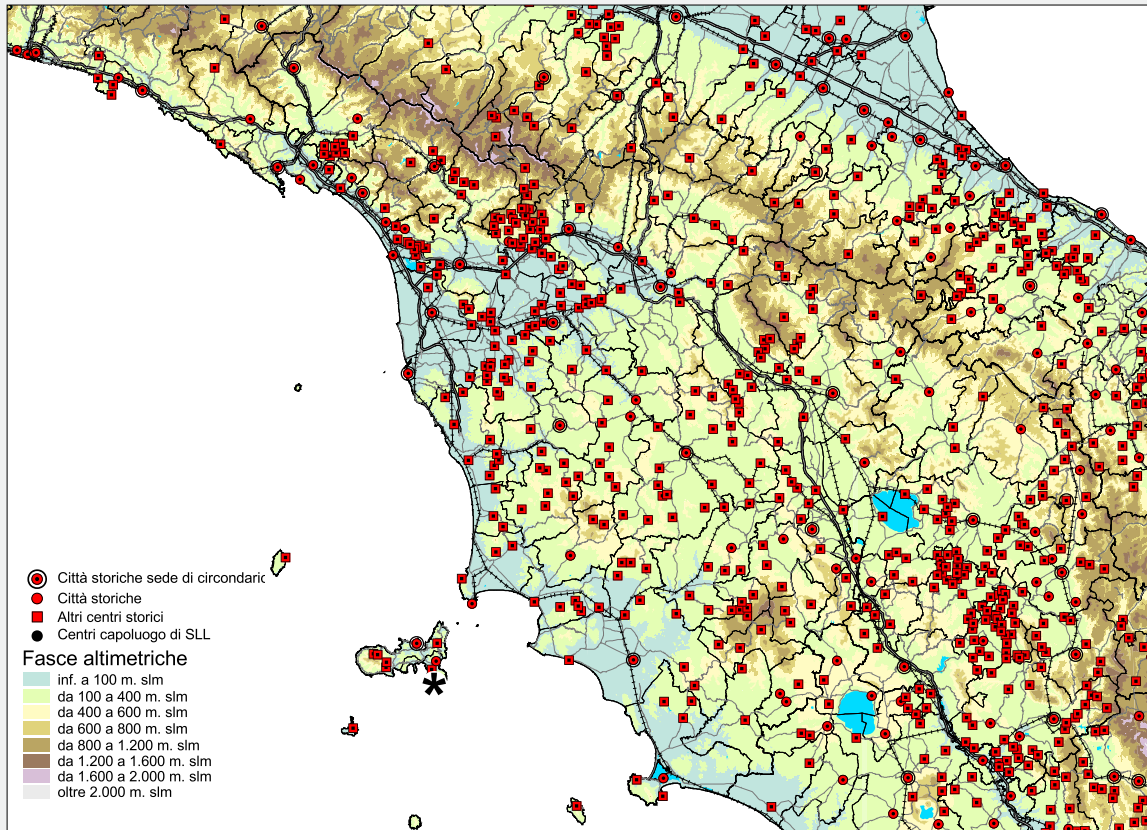 Città storiche sede di circondaric
Città storiche
Altri centri storici
Centri capoluogo di SLL
Fasce altimetriche
inf. a 100 m. slm
da 100 a 400 m. slm
da 400 a 600 m. slm
da 600 a 800 m. slm
da 800 a 1.200 m. slm
da 1.200 a 1.600 m. slm
da 1.600 a 2.000 m. slm
oltre 2.000 m. slm
*